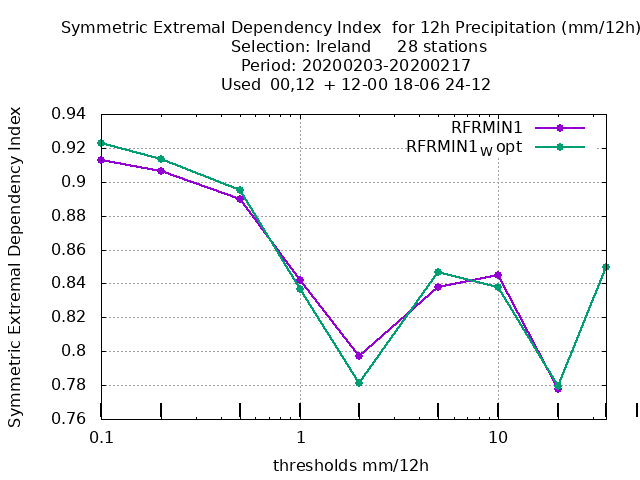 Symmetric Extremal Dependency Index  for 12h Precipitation (mm/12h)
Selection: Ireland     28 stations
Period: 20200203-20200217
Used  00,12  + 12-00 18-06 24-12
Symmetric Extremal Dependency Index
0.94
0.92
0.9
0.88
0.86
0.84
0.82
0.8
0.78
0.76
RFRMIN1
RFRMIN1W opt
0.1
1
10
thresholds mm/12h